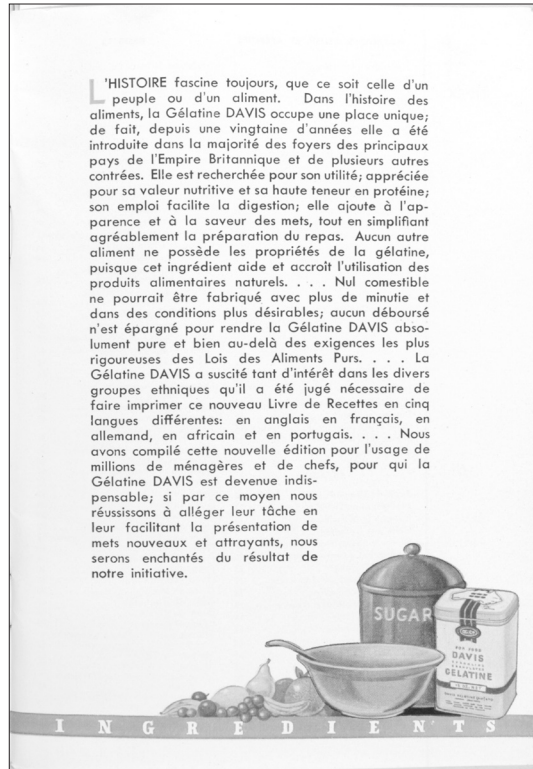 L'HISTOIRE fascine toujours, que ce soit celle d'un
peuple ou d'un aliment. Dans l'histoire des
aliments, la Gélatine DAVIS occupe une place unique;
de fait, depuis une vingtaine d'années elle a été
introduite dans la majorité des foyers des principaux
pays de l'Empire Britannique et de plusieurs autres
contrées. Elle est recherchée pour son utilité; appréciée
pour sa valeur nutritive et sa haute teneur en protéine;
son emploi facilite la digestion; elle ajoute à l'ap-
parence et à la saveur des mets, tout en simplifiant
agréablement la préparation du repas. Aucun autre
aliment ne possède les propriétés de la gélatine,
puisque cet ingrédient aide et accroît l'utilisation des
produits alimentaires naturels. . . . Nul comestible
ne pourrait être fabriqué avec plus de minutie et
dans des conditions plus désirables; aucun déboursé
n'est épargné pour rendre la Gélatine DAVIS abso-
lument pure et bien au-delà des exigences les plus
rigoureuses des Lois des Aliments Purs. . . . La
Gélatine DAVIS a suscité tant d'intérêt dans les divers
groupes ethniques qu'il a été jugé nécessaire de
faire imprimer ce nouveau Livre de Recettes en cinq
langues différentes: en anglais en français, en
allemand, en africain et en portugais. . . . Nous
avons compilé cette nouvelle édition pour l'usage de
millions de ménagères et de chefs, pour qui la
Gélatine DAVIS est devenue indis-
pensable; si par ce moyen nous
réussissons à alléger leur tâche en
leur facilitant la présentation de
mets nouveaux et attrayants, nous
serons enchantés du résultat de
notre initiative.
SUGAR
DAVIS
GELATINE
INGREDIENTS